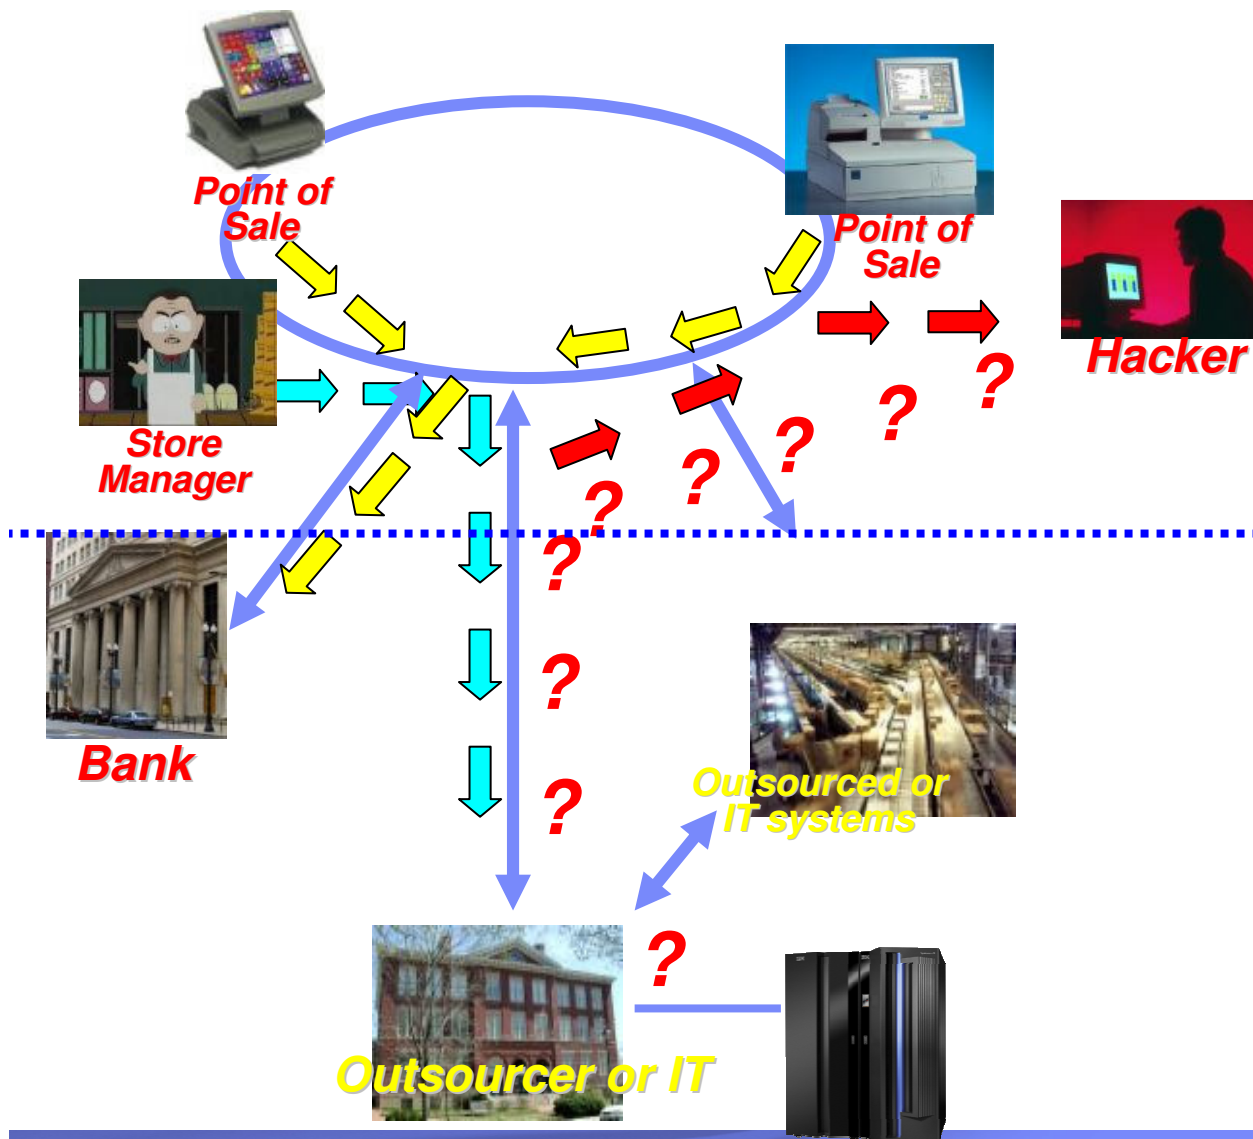 Point of
Sale
Point of
Sale
Hacker
?
?
?
?
?
Store
Manager
?
?
?
Bank
Outsourced or
IT systems
?
Outsourcer or IT